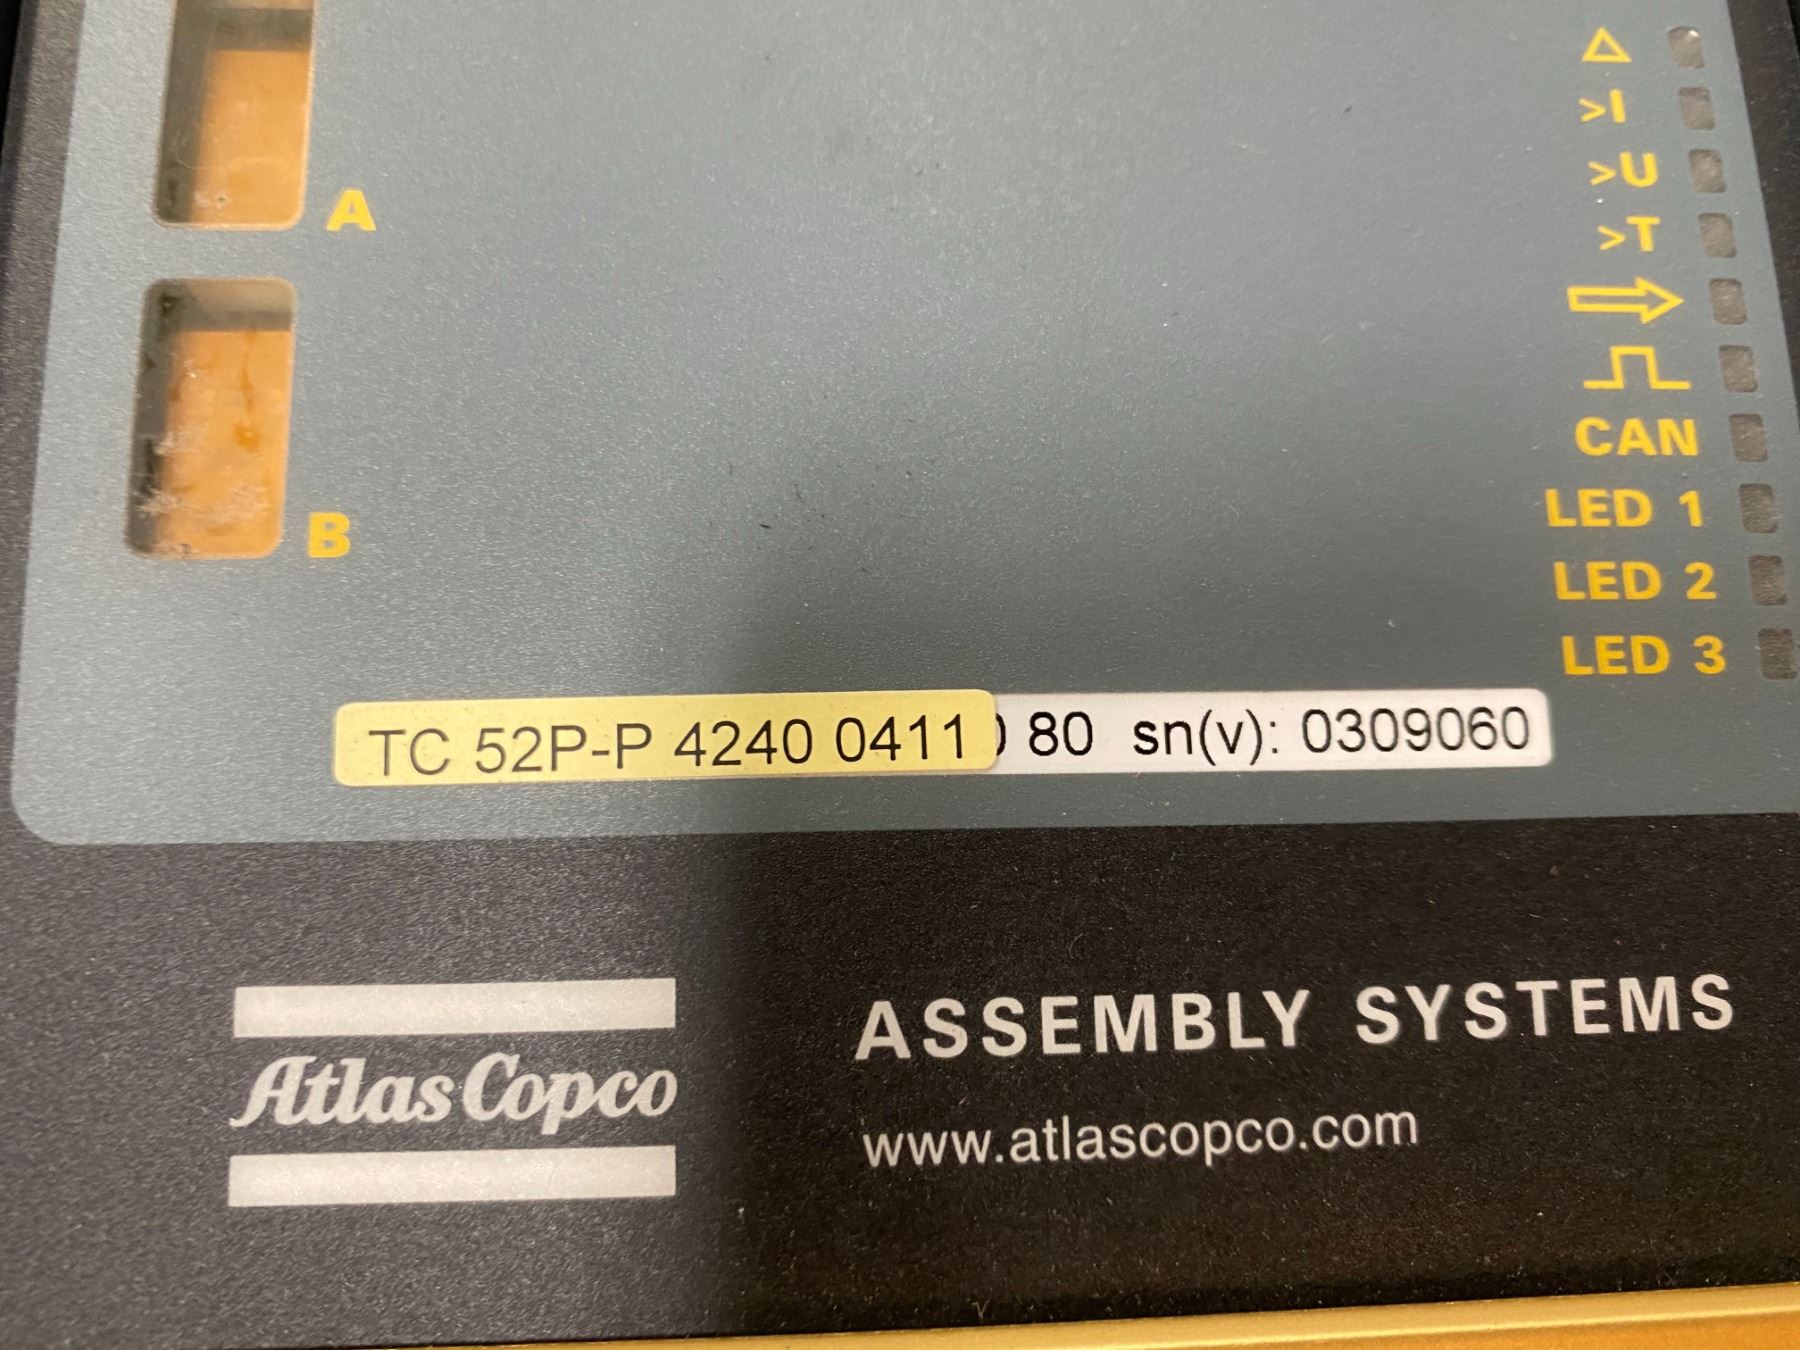 A
>I
>U
>T
CAN
B
LED 1
LED 2
LED 3
TC 52P-P 4240 0411 80 sn(v): 0309060
Atlas Copco
ASSEMBLY SYSTEMS
www.atlascopco.com